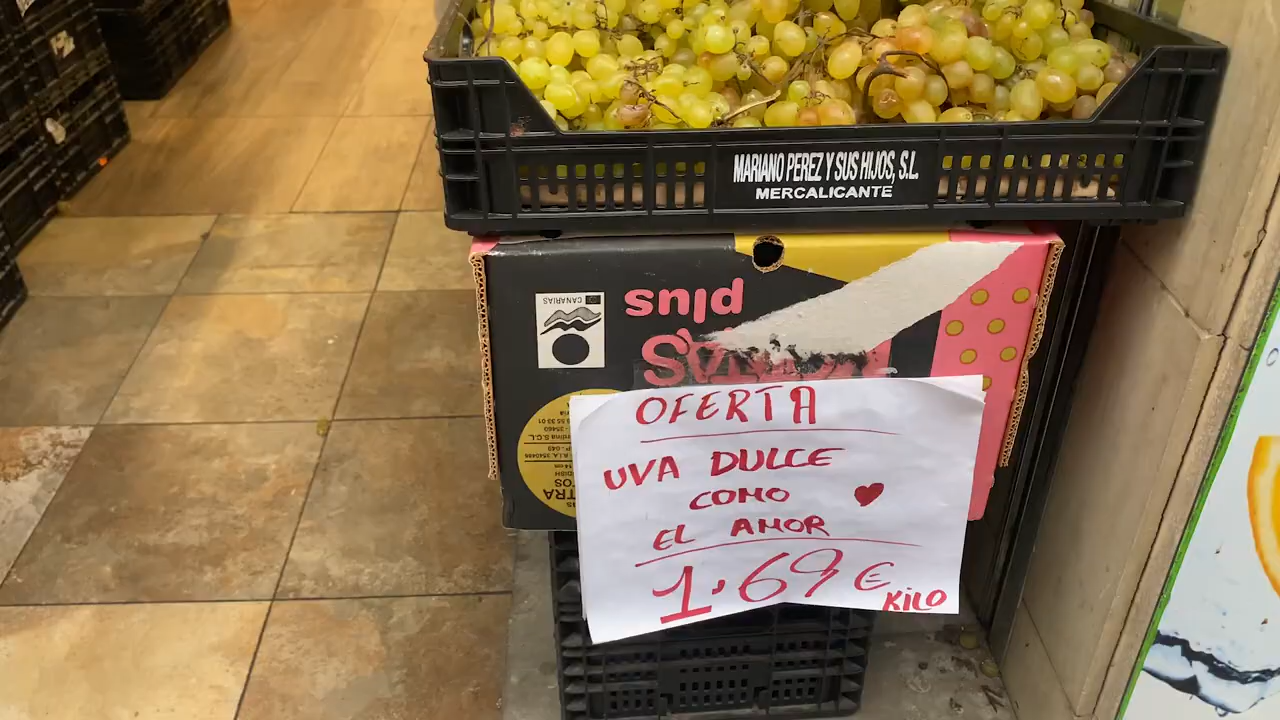 MARIANO PEREZ Y SUS HIJOS, S.L.
MERCALICANTE
CANARIAS
plus
OFERTA
UVA DULCE
COMO
EL AMOR
1.69 €
KILO